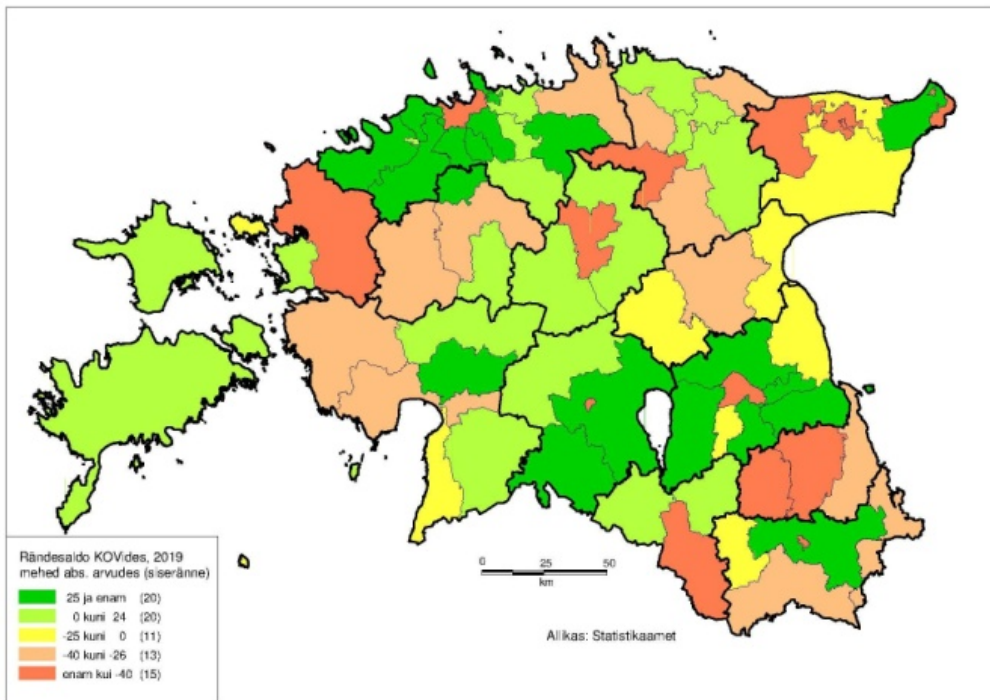 Rändesaldo KOVides, 2019
mehed abs. arvudes (siseränne)
25 ja enam (20)
0 kuni 24 (20)
-25 kuni 0 (11)
-40 kuni -26 (13)
enam kui -40 (15)
0 25 50
km
Allikas: Statistikaamet